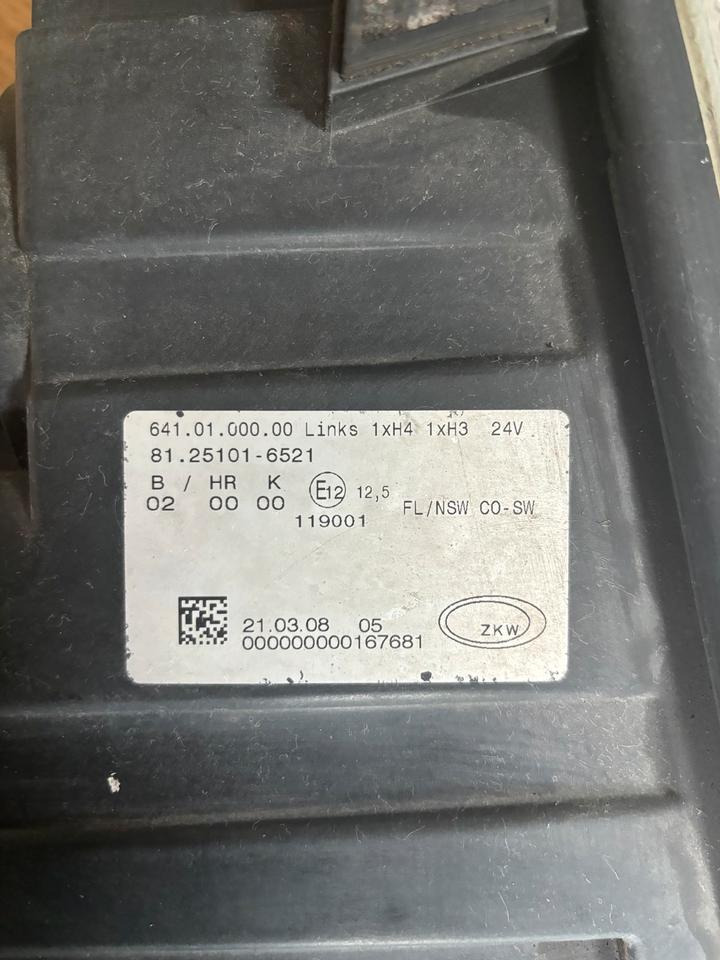 641.01.000.00 Links 1xH4 1xH3 24V
81.25101-6521
B / HR K
02 00 00
E12 12,5
119001
FL/NSW CO-SW
21.03.08 05
000000000167681
ZKW